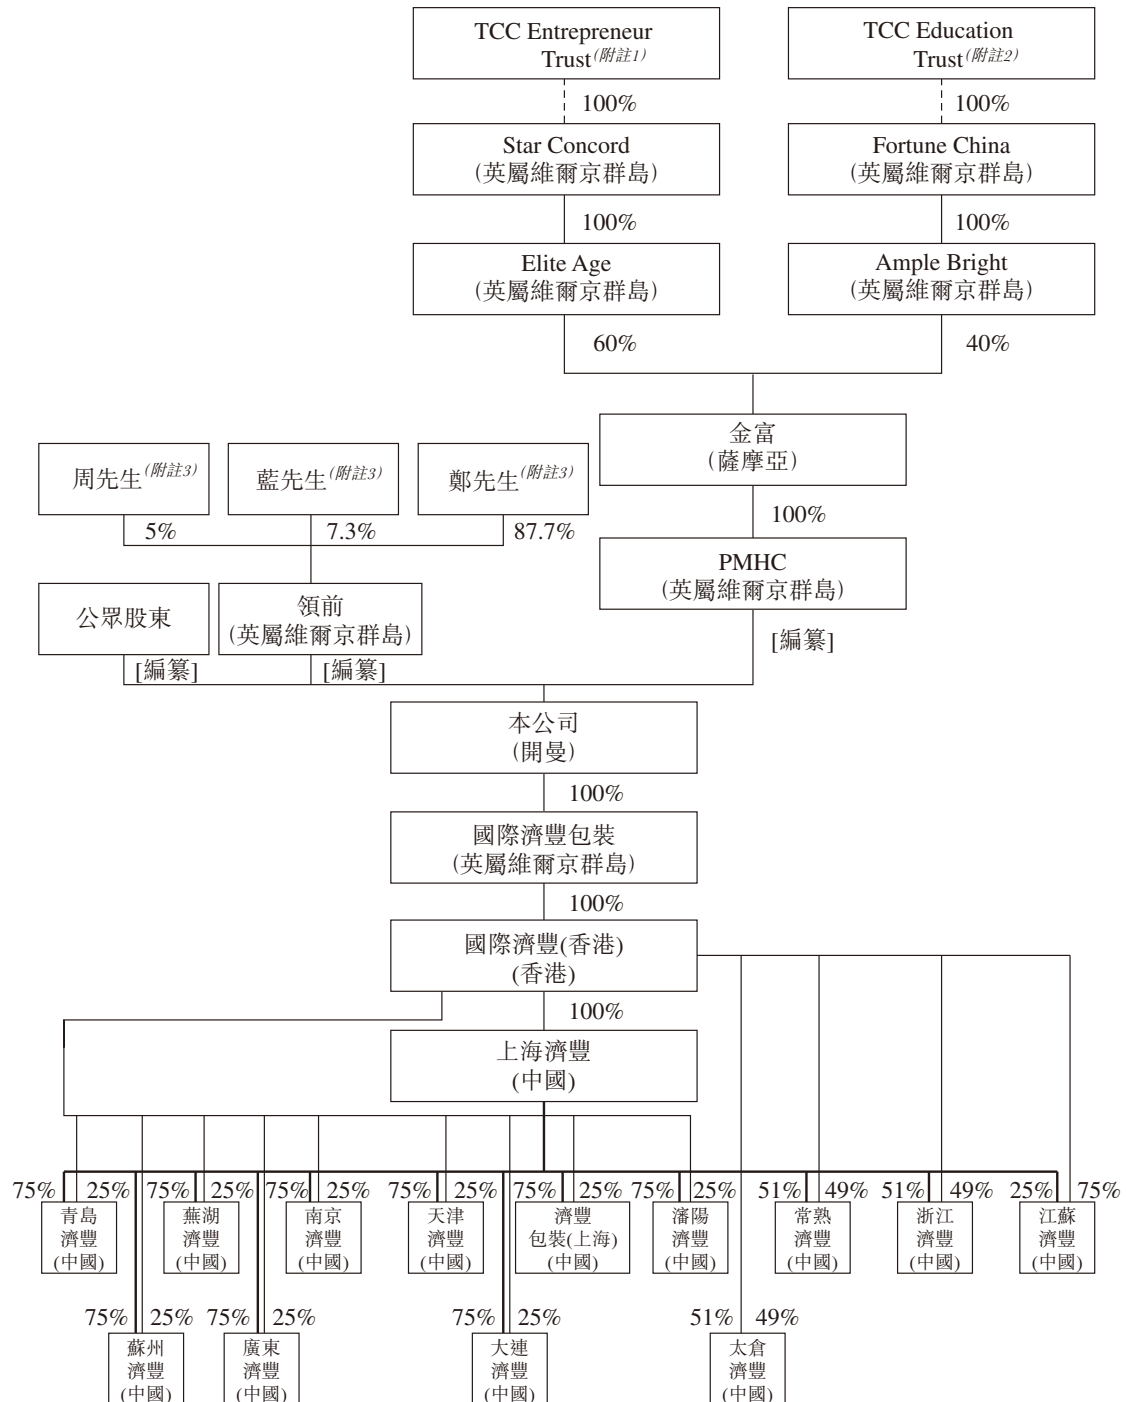 TCC Entrepreneur
Trust(附註1)
TCC Education
Trust(附註2)
100%
100%
Star Concord
(英屬維爾京群島)
Fortune China
(英屬維爾京群島)
100%
100%
Elite Age
(英屬維爾京群島)
Ample Bright
(英屬維爾京群島)
60%
40%
金富
(薩摩亞)
周先生(附註3)
藍先生(附註3)
鄭先生(附註3)
5%
7.3%
87.7%
100%
PMHC
(英屬維爾京群島)
公眾股東
領前
(英屬維爾京群島)
[編纂]
[編纂]
[編纂]
本公司
(開曼)
100%
國際濟豐包裝
(英屬維爾京群島)
100%
國際濟豐(香港)
(香港)
100%
上海濟豐
(中國)
75% 25% 75% 25% 75% 25% 75% 25% 75% 25% 75% 25% 51% 49% 51% 49% 25% 75%
青島
濟豐
(中國)
蕪湖
濟豐
(中國)
南京
濟豐
(中國)
天津
濟豐
(中國)
濟豐
包裝(上海)
(中國)
瀋陽
濟豐
(中國)
常熟
濟豐
(中國)
浙江
濟豐
(中國)
江蘇
濟豐
(中國)
75% 25% 75% 25% 75% 25% 51% 49%
蘇州
濟豐
(中國)
廣東
濟豐
(中國)
大連
濟豐
(中國)
太倉
濟豐
(中國)